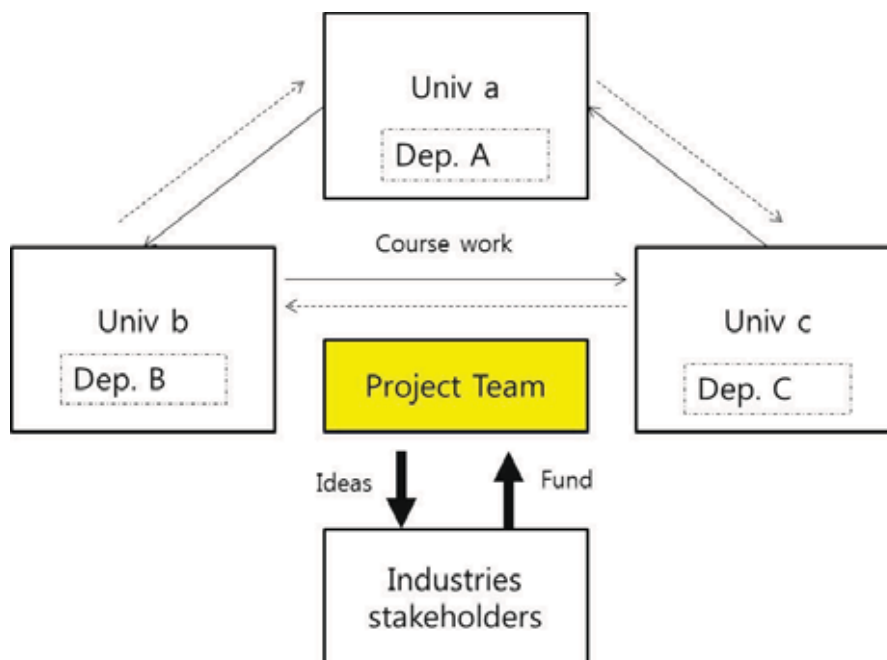 Univ a
Dep. A
Course work
Univ b
Dep. B
Univ c
Dep. C
Project Team
Ideas
Fund
Industries
stakeholders